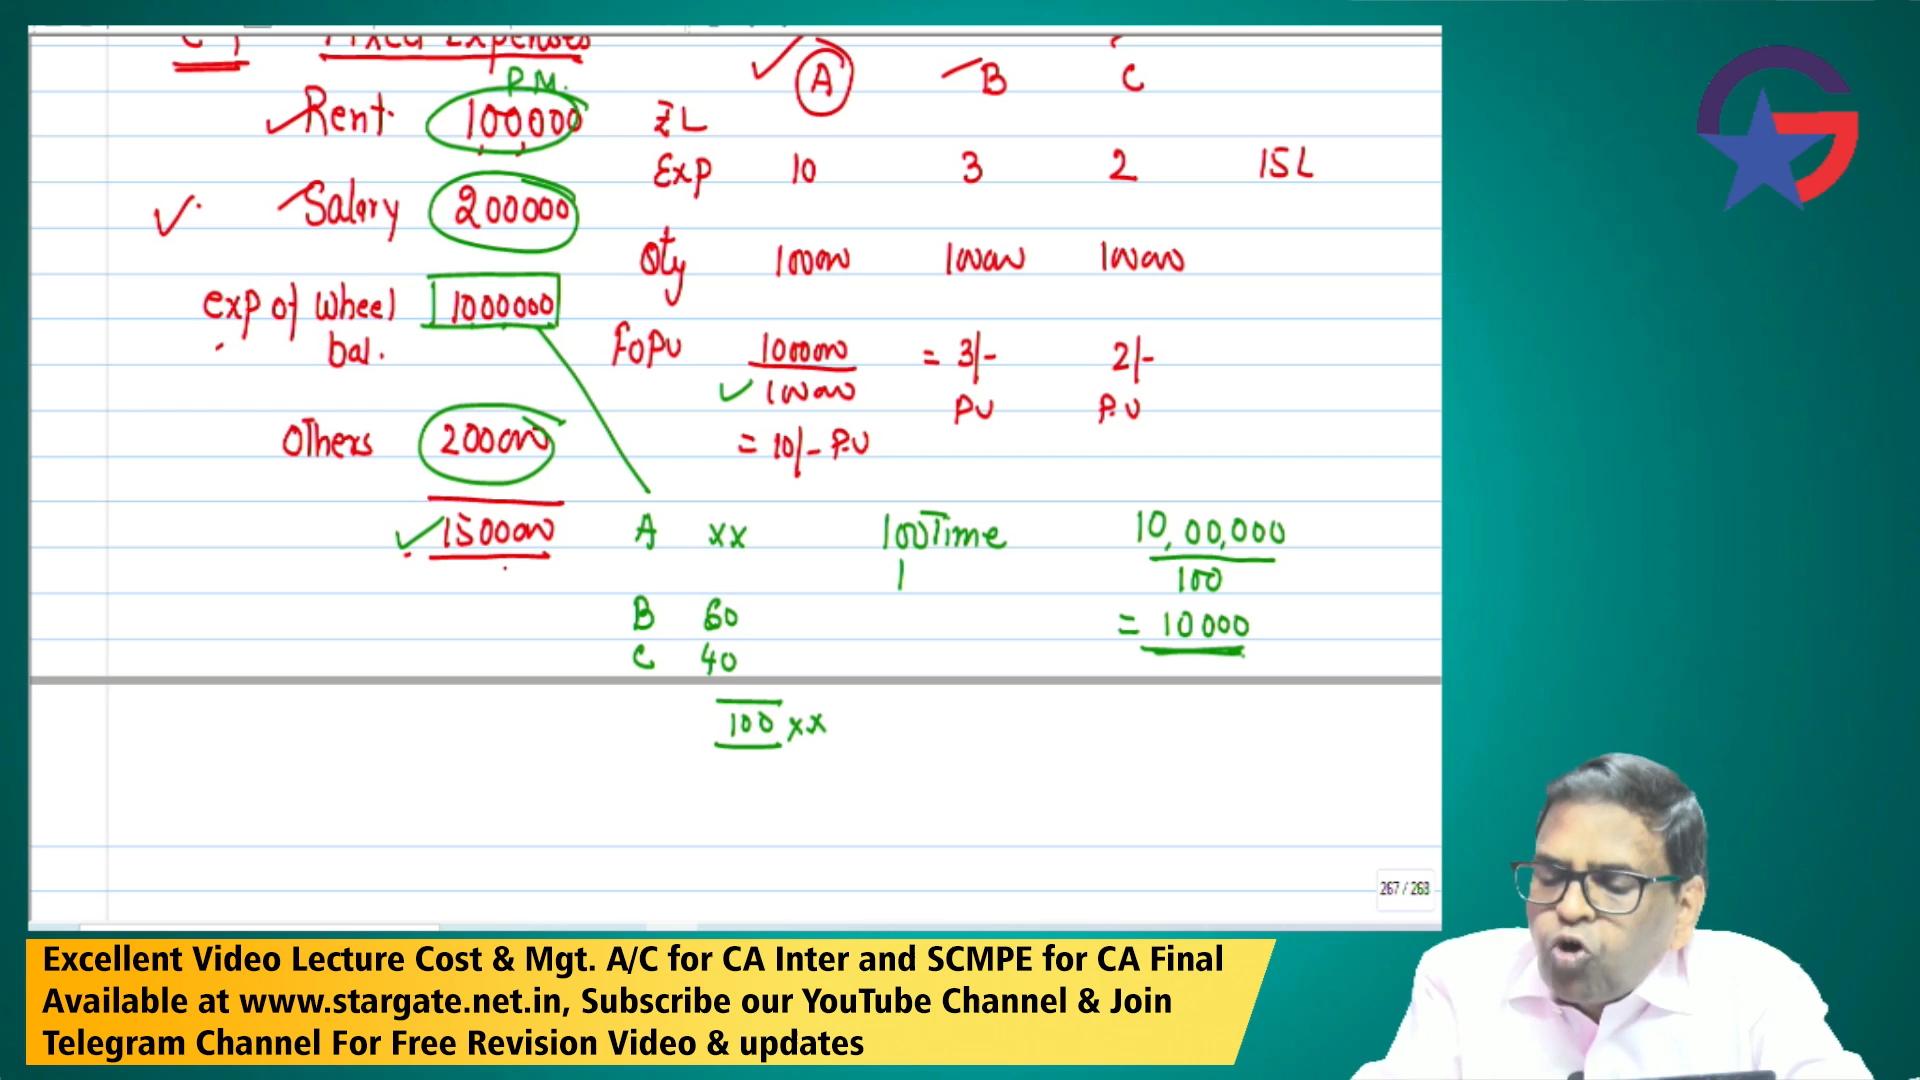 Fixed Expenses
P.M.
Rent. 100000
Salary 200000
exp of wheel 1000000
bal.
Others 200000
1500000
A B C
₹ L
Exp 10 3 2 15L
Qty 100000 100000 100000
FOPU 1000000 = 3/- 2/-
100000 PU P.U
= 10/- P.U
A xx 100Time 10,00,000
1 100
B 60 = 10000
C 40
100 xx
267 / 268
Excellent Video Lecture Cost & Mgt. A/C for CA Inter and SCMPE for CA Final
Available at www.stargate.net.in, Subscribe our YouTube Channel & Join
Telegram Channel For Free Revision Video & updates